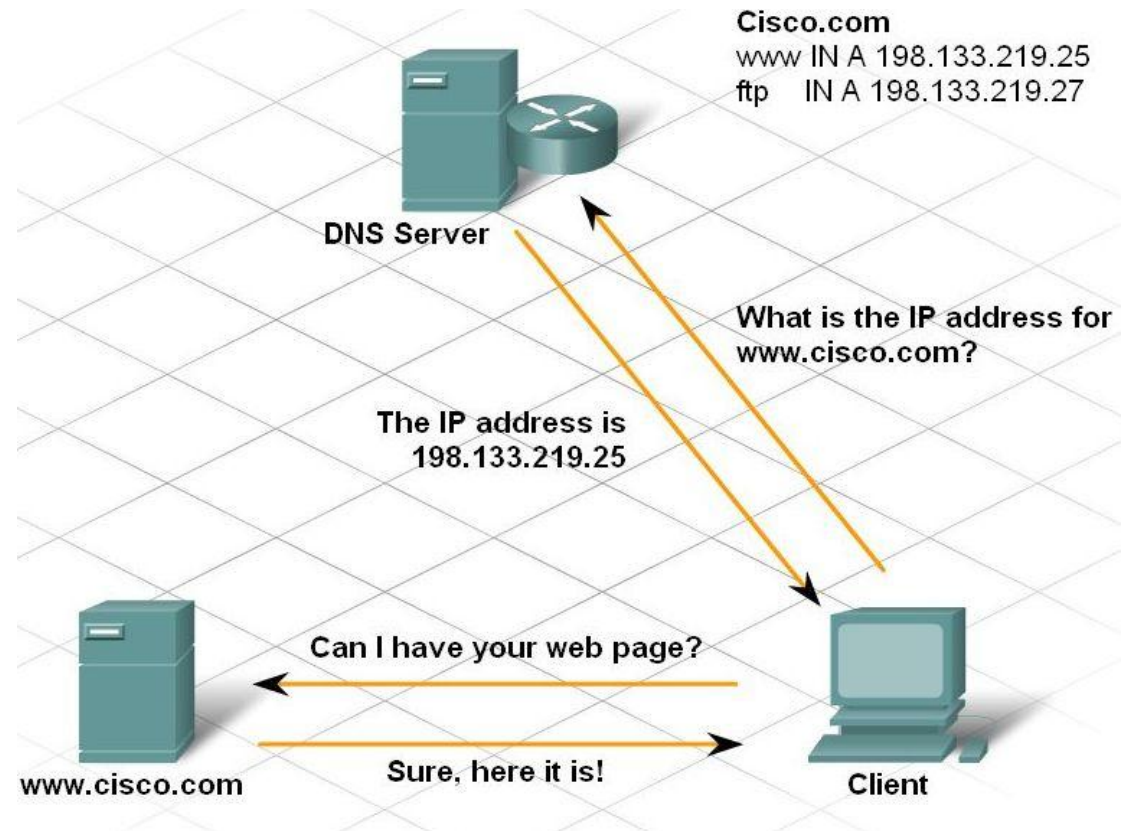 Cisco.com
www IN A 198.133.219.25
ftp IN A 198.133.219.27
DNS Server
What is the IP address for
www.cisco.com?
The IP address is
198.133.219.25
Can I have your web page?
Sure, here it is!
www.cisco.com
Client